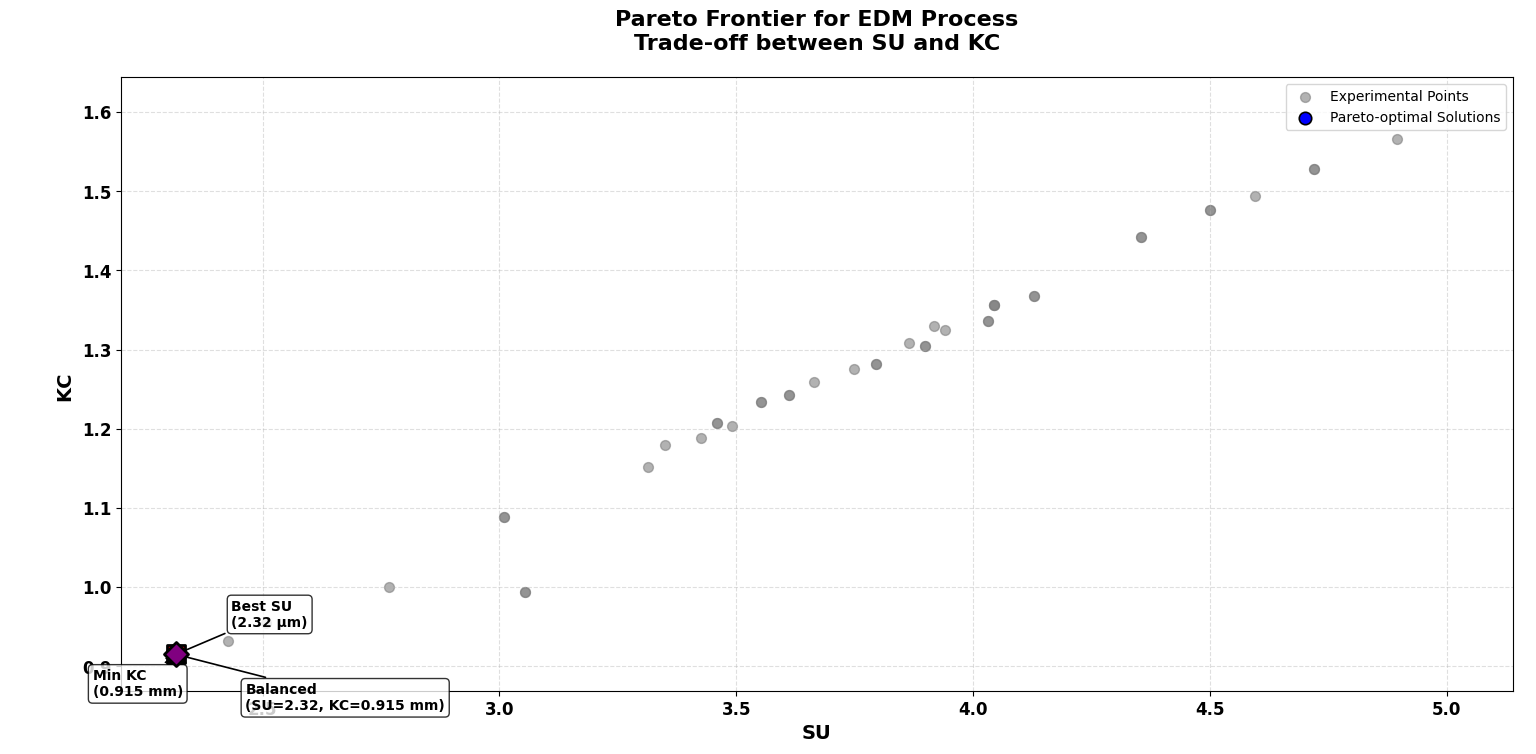 Pareto Frontier for EDM Process
Trade-off between SU and KC
Experimental Points
Pareto-optimal Solutions
1.6
1.5
1.4
1.3
1.2
1.1
1.0
KC
Best SU
(2.32 μm)
Min KC
(0.915 mm)
Balanced
(SU=2.32, KC=0.915 mm)
3.0
3.5
4.0
4.5
5.0
SU